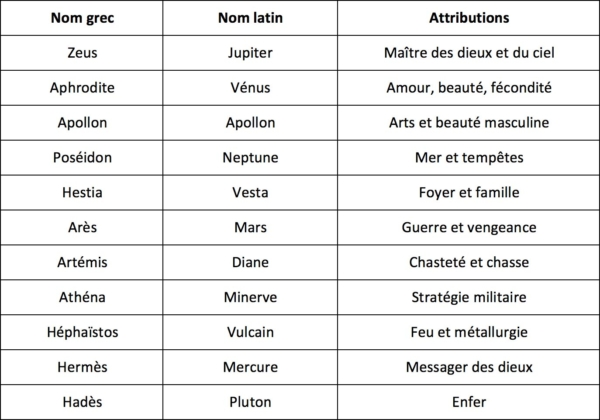 Nom grec Nom latin Attributions
Zeus Jupiter Maître des dieux et du ciel
Aphrodite Vénus Amour, beauté, fécondité
Apollon Apollon Arts et beauté masculine
Poséidon Neptune Mer et tempêtes
Hestia Vesta Foyer et famille
Arès Mars Guerre et vengeance
Artémis Diane Chasteté et chasse
Athéna Minerve Stratégie militaire
Héphaïstos Vulcain Feu et métallurgie
Hermès Mercure Messager des dieux
Hadès Pluton Enfer